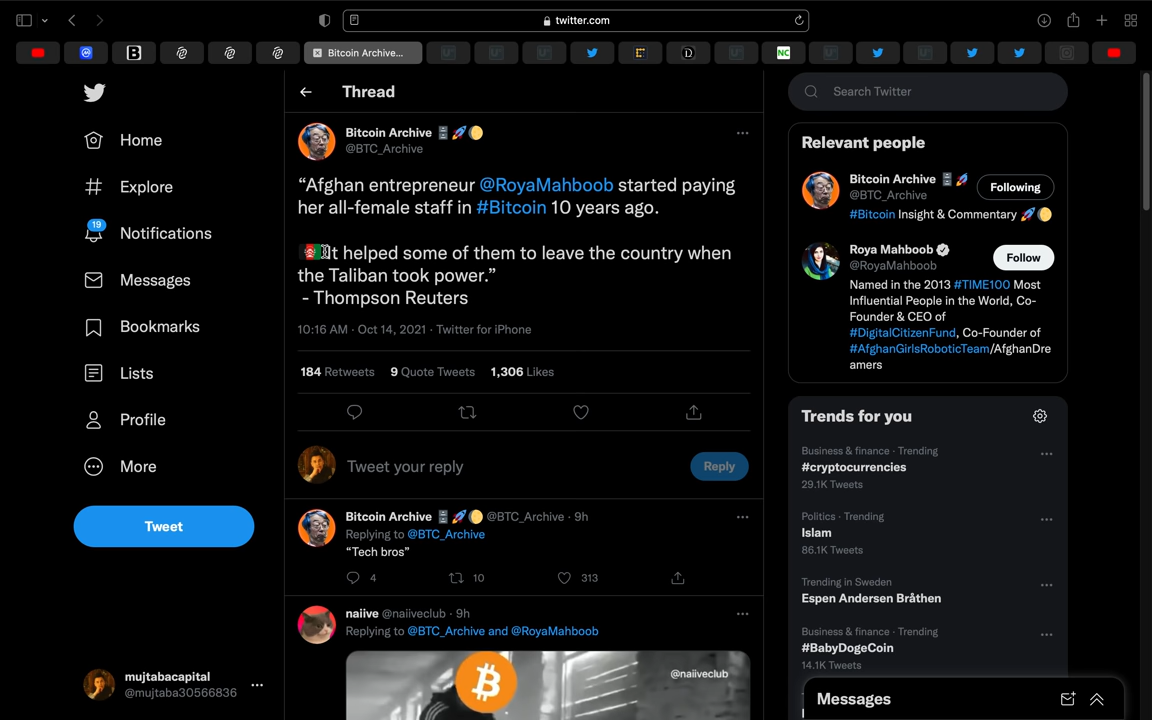 twitter.com
B
Bitcoin Archive...
D
NC
Home
Explore
19
Notifications
Messages
Bookmarks
Lists
Profile
More
Tweet
mujtabacapital
@mujtaba30566836
Thread
Bitcoin Archive 🗄🚀🌔
@BTC_Archive
“Afghan entrepreneur @RoyaMahboob started paying
her all-female staff in #Bitcoin 10 years ago.
🇦🇫It helped some of them to leave the country when
the Taliban took power.”
- Thompson Reuters
10:16 AM · Oct 14, 2021 · Twitter for iPhone
184 Retweets 9 Quote Tweets 1,306 Likes
Tweet your reply
Reply
Bitcoin Archive 🗄🚀🌔 @BTC_Archive · 9h
Replying to @BTC_Archive
“Tech bros”
4 10 313
naiive @naiiveclub · 9h
Replying to @BTC_Archive and @RoyaMahboob
@naiiveclub
Search Twitter
Relevant people
Bitcoin Archive 🗄🚀
@BTC_Archive
Following
#Bitcoin Insight & Commentary 🚀🌔
Roya Mahboob
@RoyaMahboob
Follow
Named in the 2013 #TIME100 Most
Influential People in the World, Co-
Founder & CEO of
#DigitalCitizenFund, Co-Founder of
#AfghanGirlsRoboticTeam/AfghanDre
amers
Trends for you
Business & finance · Trending
#cryptocurrencies
29.1K Tweets
Politics · Trending
Islam
86.1K Tweets
Trending in Sweden
Espen Andersen Bråthen
Business & finance · Trending
#BabyDogeCoin
14.1K Tweets
Messages